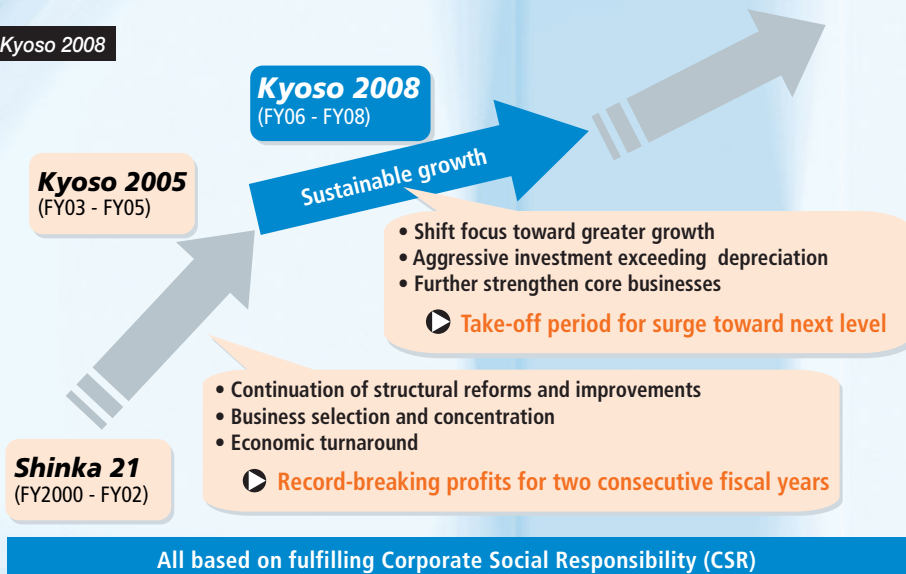 Kyoso 2008
Kyoso 2008
(FY06 - FY08)
Sustainable growth
Kyoso 2005
(FY03 - FY05)
• Shift focus toward greater growth
• Aggressive investment exceeding depreciation
• Further strengthen core businesses
Take-off period for surge toward next level
• Continuation of structural reforms and improvements
• Business selection and concentration
• Economic turnaround
Record-breaking profits for two consecutive fiscal years
Shinka 21
(FY2000 - FY02)
All based on fulfilling Corporate Social Responsibility (CSR)